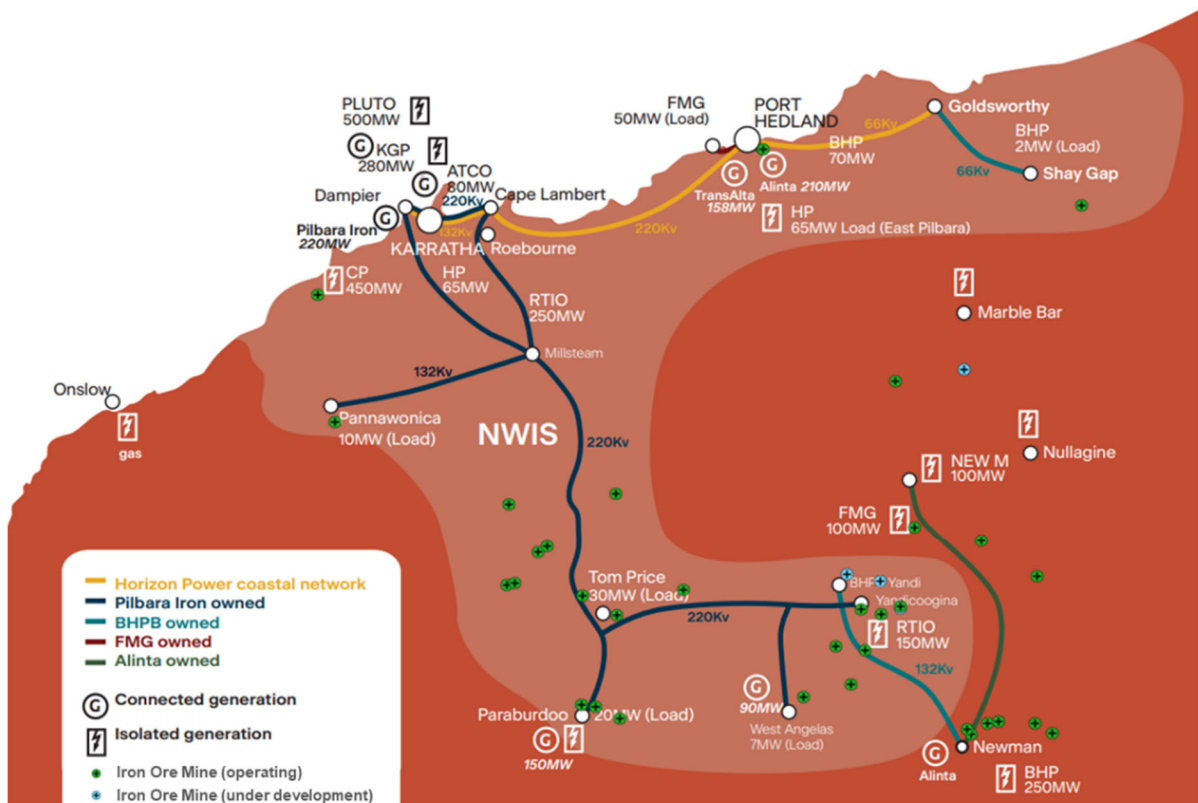 PLUTO
500MW
KGP
280MW
ATCO
80MW
220Kv
Dampier
Cape Lambert
Pilbara Iron
220MW
KARRATHA
132Kv
Roebourne
CP
450MW
HP
65MW
RTIO
250MW
Millsteam
132Kv
Onslow
gas
Pannawonica
10MW (Load)
NWIS
220Kv
220Kv
FMG
50MW (Load)
PORT
HEDLAND
66Kv
BHP
70MW
TransAlta
158MW
Alinta 210MW
HP
65MW Load (East Pilbara)
Goldsworthy
BHP
2MW (Load)
66Kv
Shay Gap
Marble Bar
Nullagine
NEW M
100MW
FMG
100MW
Tom Price
30MW (Load)
220Kv
BHP Yandi
Yandicoogina
RTIO
150MW
132Kv
Paraburdoo
20MW (Load)
G
150MW
G
90MW
West Angelas
7MW (Load)
G
Alinta
Newman
BHP
250MW
Horizon Power coastal network
Pilbara Iron owned
BHPB owned
FMG owned
Alinta owned
G Connected generation
Isolated generation
Iron Ore Mine (operating)
Iron Ore Mine (under development)